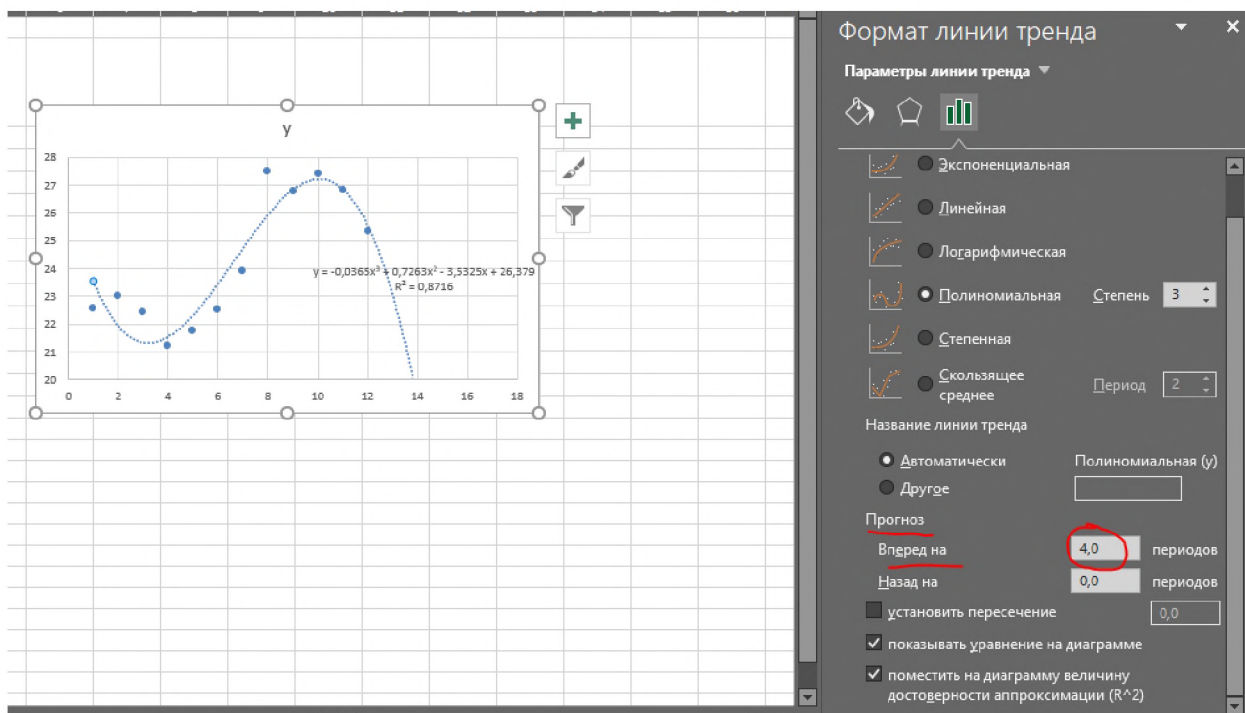 Формат линии тренда
Параметры линии тренда
y
28
27
26
25
24
23
22
21
20
0 2 4 6 8 10 12 14 16 18
y = -0,0365x³ + 0,7263x² - 3,5325x + 26,379
R² = 0,8716
Экспоненциальная
Линейная
Логарифмическая
Полиномиальная Степень 3
Степенная
Скользящее
среднее
Период 2
Название линии тренда
Автоматически Полиномиальная (y)
Другое
Прогноз
Вперед на 4,0 периодов
Назад на 0,0 периодов
установить пересечение 0,0
показывать уравнение на диаграмме
поместить на диаграмму величину
достоверности аппроксимации (R^2)